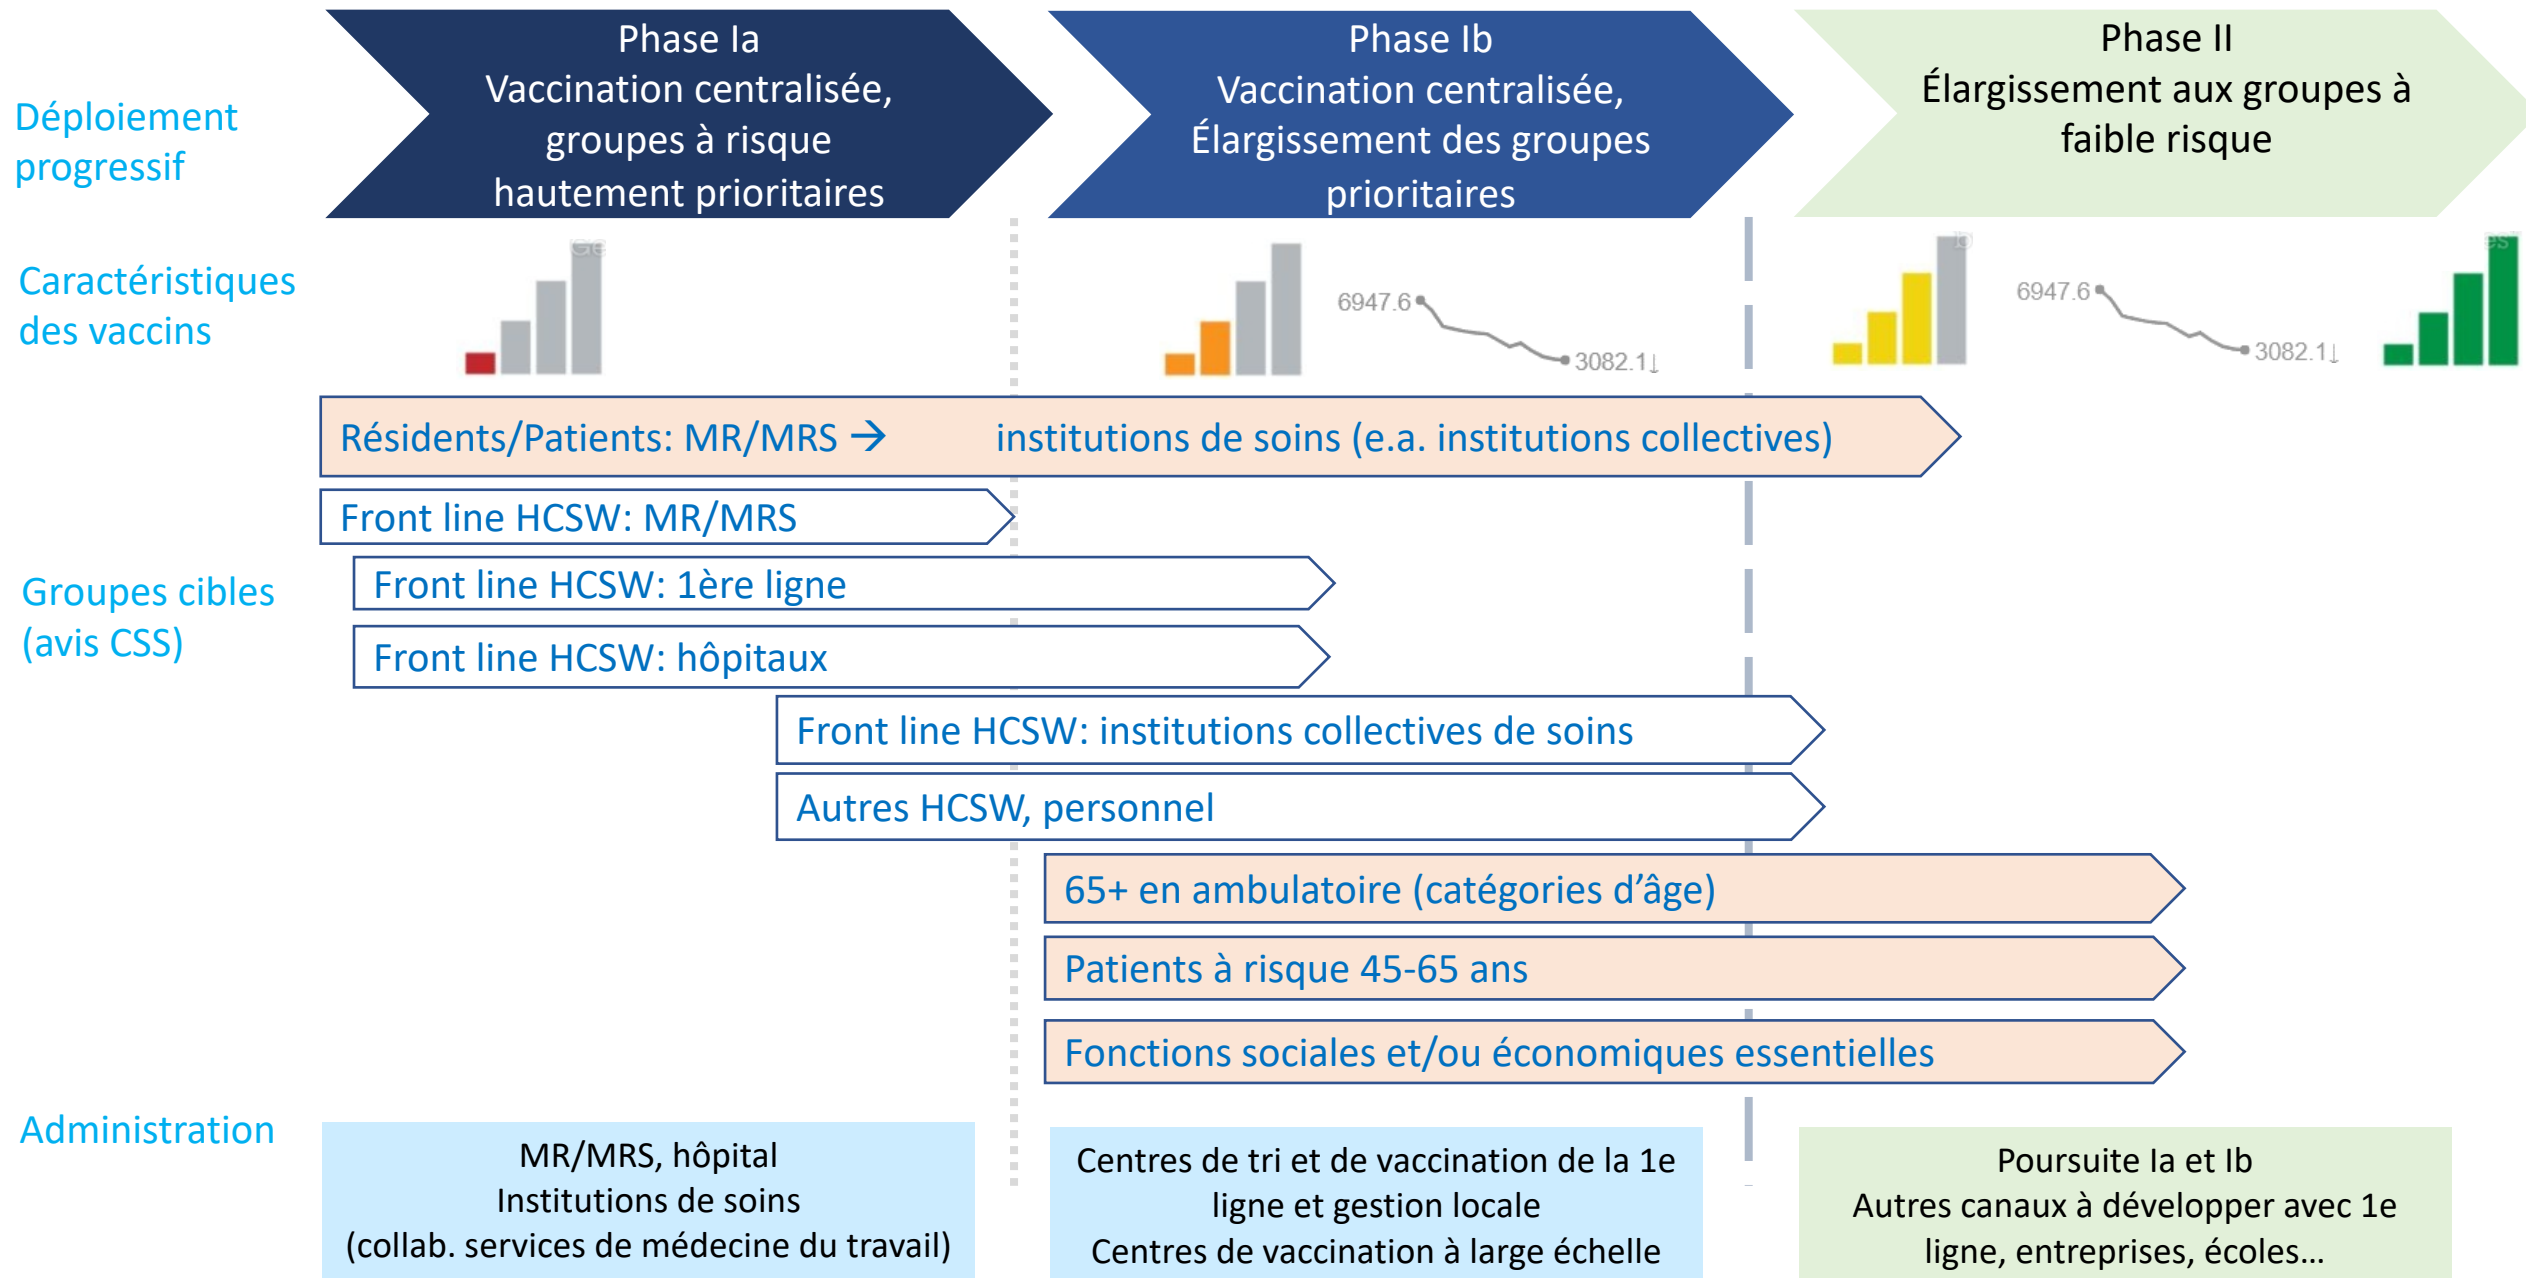 Phase Ia
Vaccination centralisée,
groupes à risque
hautement prioritaires
Phase Ib
Vaccination centralisée,
Élargissement des groupes
prioritaires
Phase II
Élargissement aux groupes à
faible risque
Déploiement
progressif
Caractéristiques
des vaccins
6947.6
3082.1↓
6947.6
3082.1↓
Résidents/Patients: MR/MRS → institutions de soins (e.a. institutions collectives)
Front line HCSW: MR/MRS
Front line HCSW: 1ère ligne
Groupes cibles
(avis CSS)
Front line HCSW: hôpitaux
Front line HCSW: institutions collectives de soins
Autres HCSW, personnel
65+ en ambulatoire (catégories d’âge)
Patients à risque 45-65 ans
Fonctions sociales et/ou économiques essentielles
Administration
MR/MRS, hôpital
Institutions de soins
(collab. services de médecine du travail)
Centres de tri et de vaccination de la 1e
ligne et gestion locale
Centres de vaccination à large échelle
Poursuite Ia et Ib
Autres canaux à développer avec 1e
ligne, entreprises, écoles…